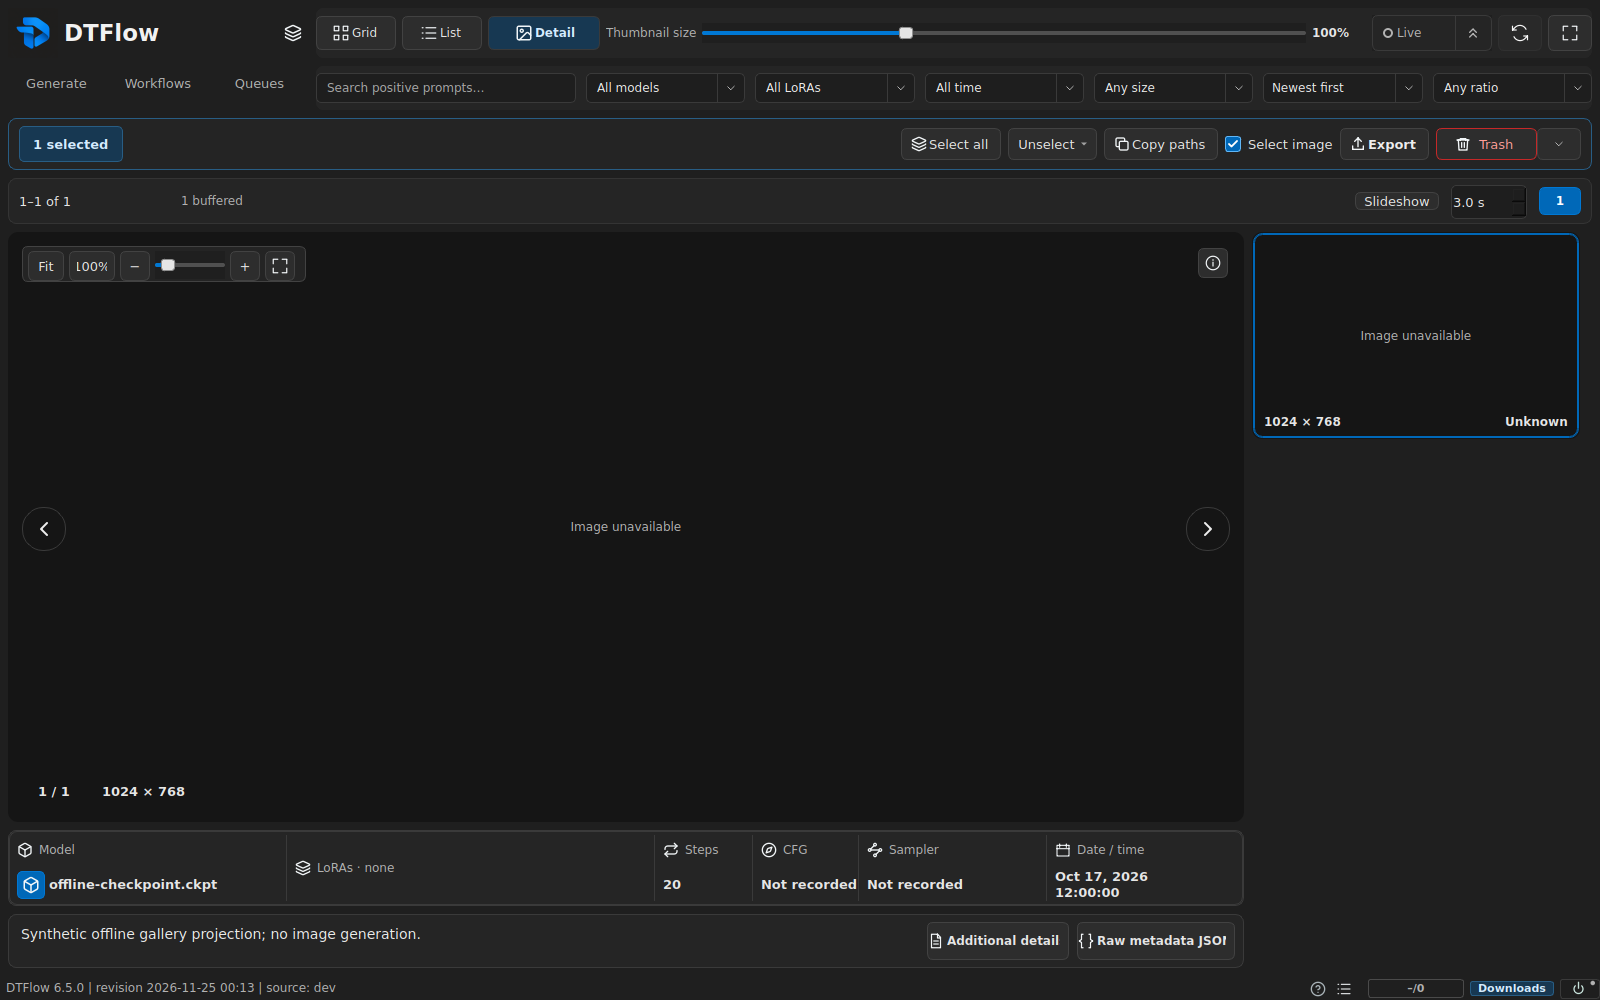 DTFlow
Grid
List
Detail
Thumbnail size
100%
Live
Generate
Workflows
Queues
Search positive prompts...
All models
All LoRAs
All time
Any size
Newest first
Any ratio
1 selected
Select all
Unselect
Copy paths
Select image
Export
Trash
1–1 of 1
1 buffered
Slideshow
3.0 s
1
Fit
100%
−
+
Image unavailable
1024 × 768
Unknown
Image unavailable
1 / 1
1024 × 768
Model
offline-checkpoint.ckpt
LoRAs · none
Steps
20
CFG
Not recorded
Sampler
Not recorded
Date / time
Oct 17, 2026
12:00:00
Synthetic offline gallery projection; no image generation.
Additional detail
Raw metadata JSON
DTFlow 6.5.0 | revision 2026-11-25 00:13 | source: dev
–/0
Downloads